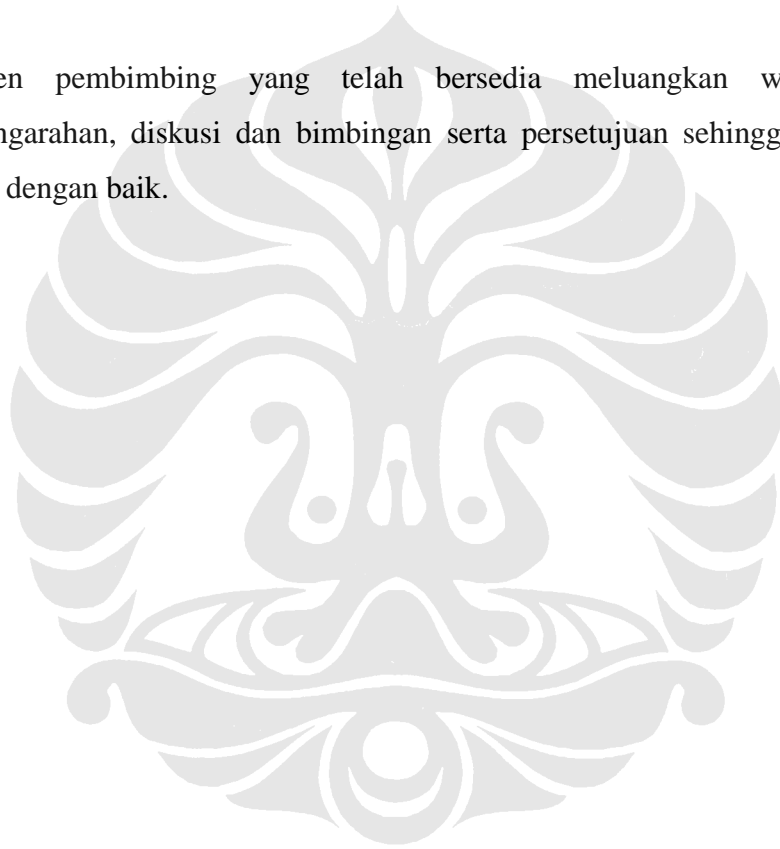 en pembimbing yang telah bersedia meluangkan w
ngarahan, diskusi dan bimbingan serta persetujuan sehingg
dengan baik.